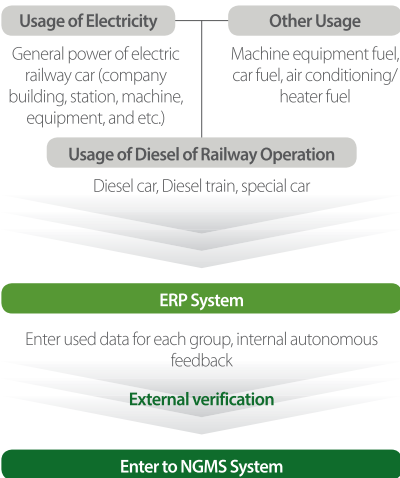 Usage of Electricity
General power of electric
railway car (company
building, station, machine,
equipment, and etc.)
Other Usage
Machine equipment fuel,
car fuel, air conditioning/
heater fuel
Usage of Diesel of Railway Operation
Diesel car, Diesel train, special car
ERP System
Enter used data for each group, internal autonomous
feedback
External verification
Enter to NGMS System